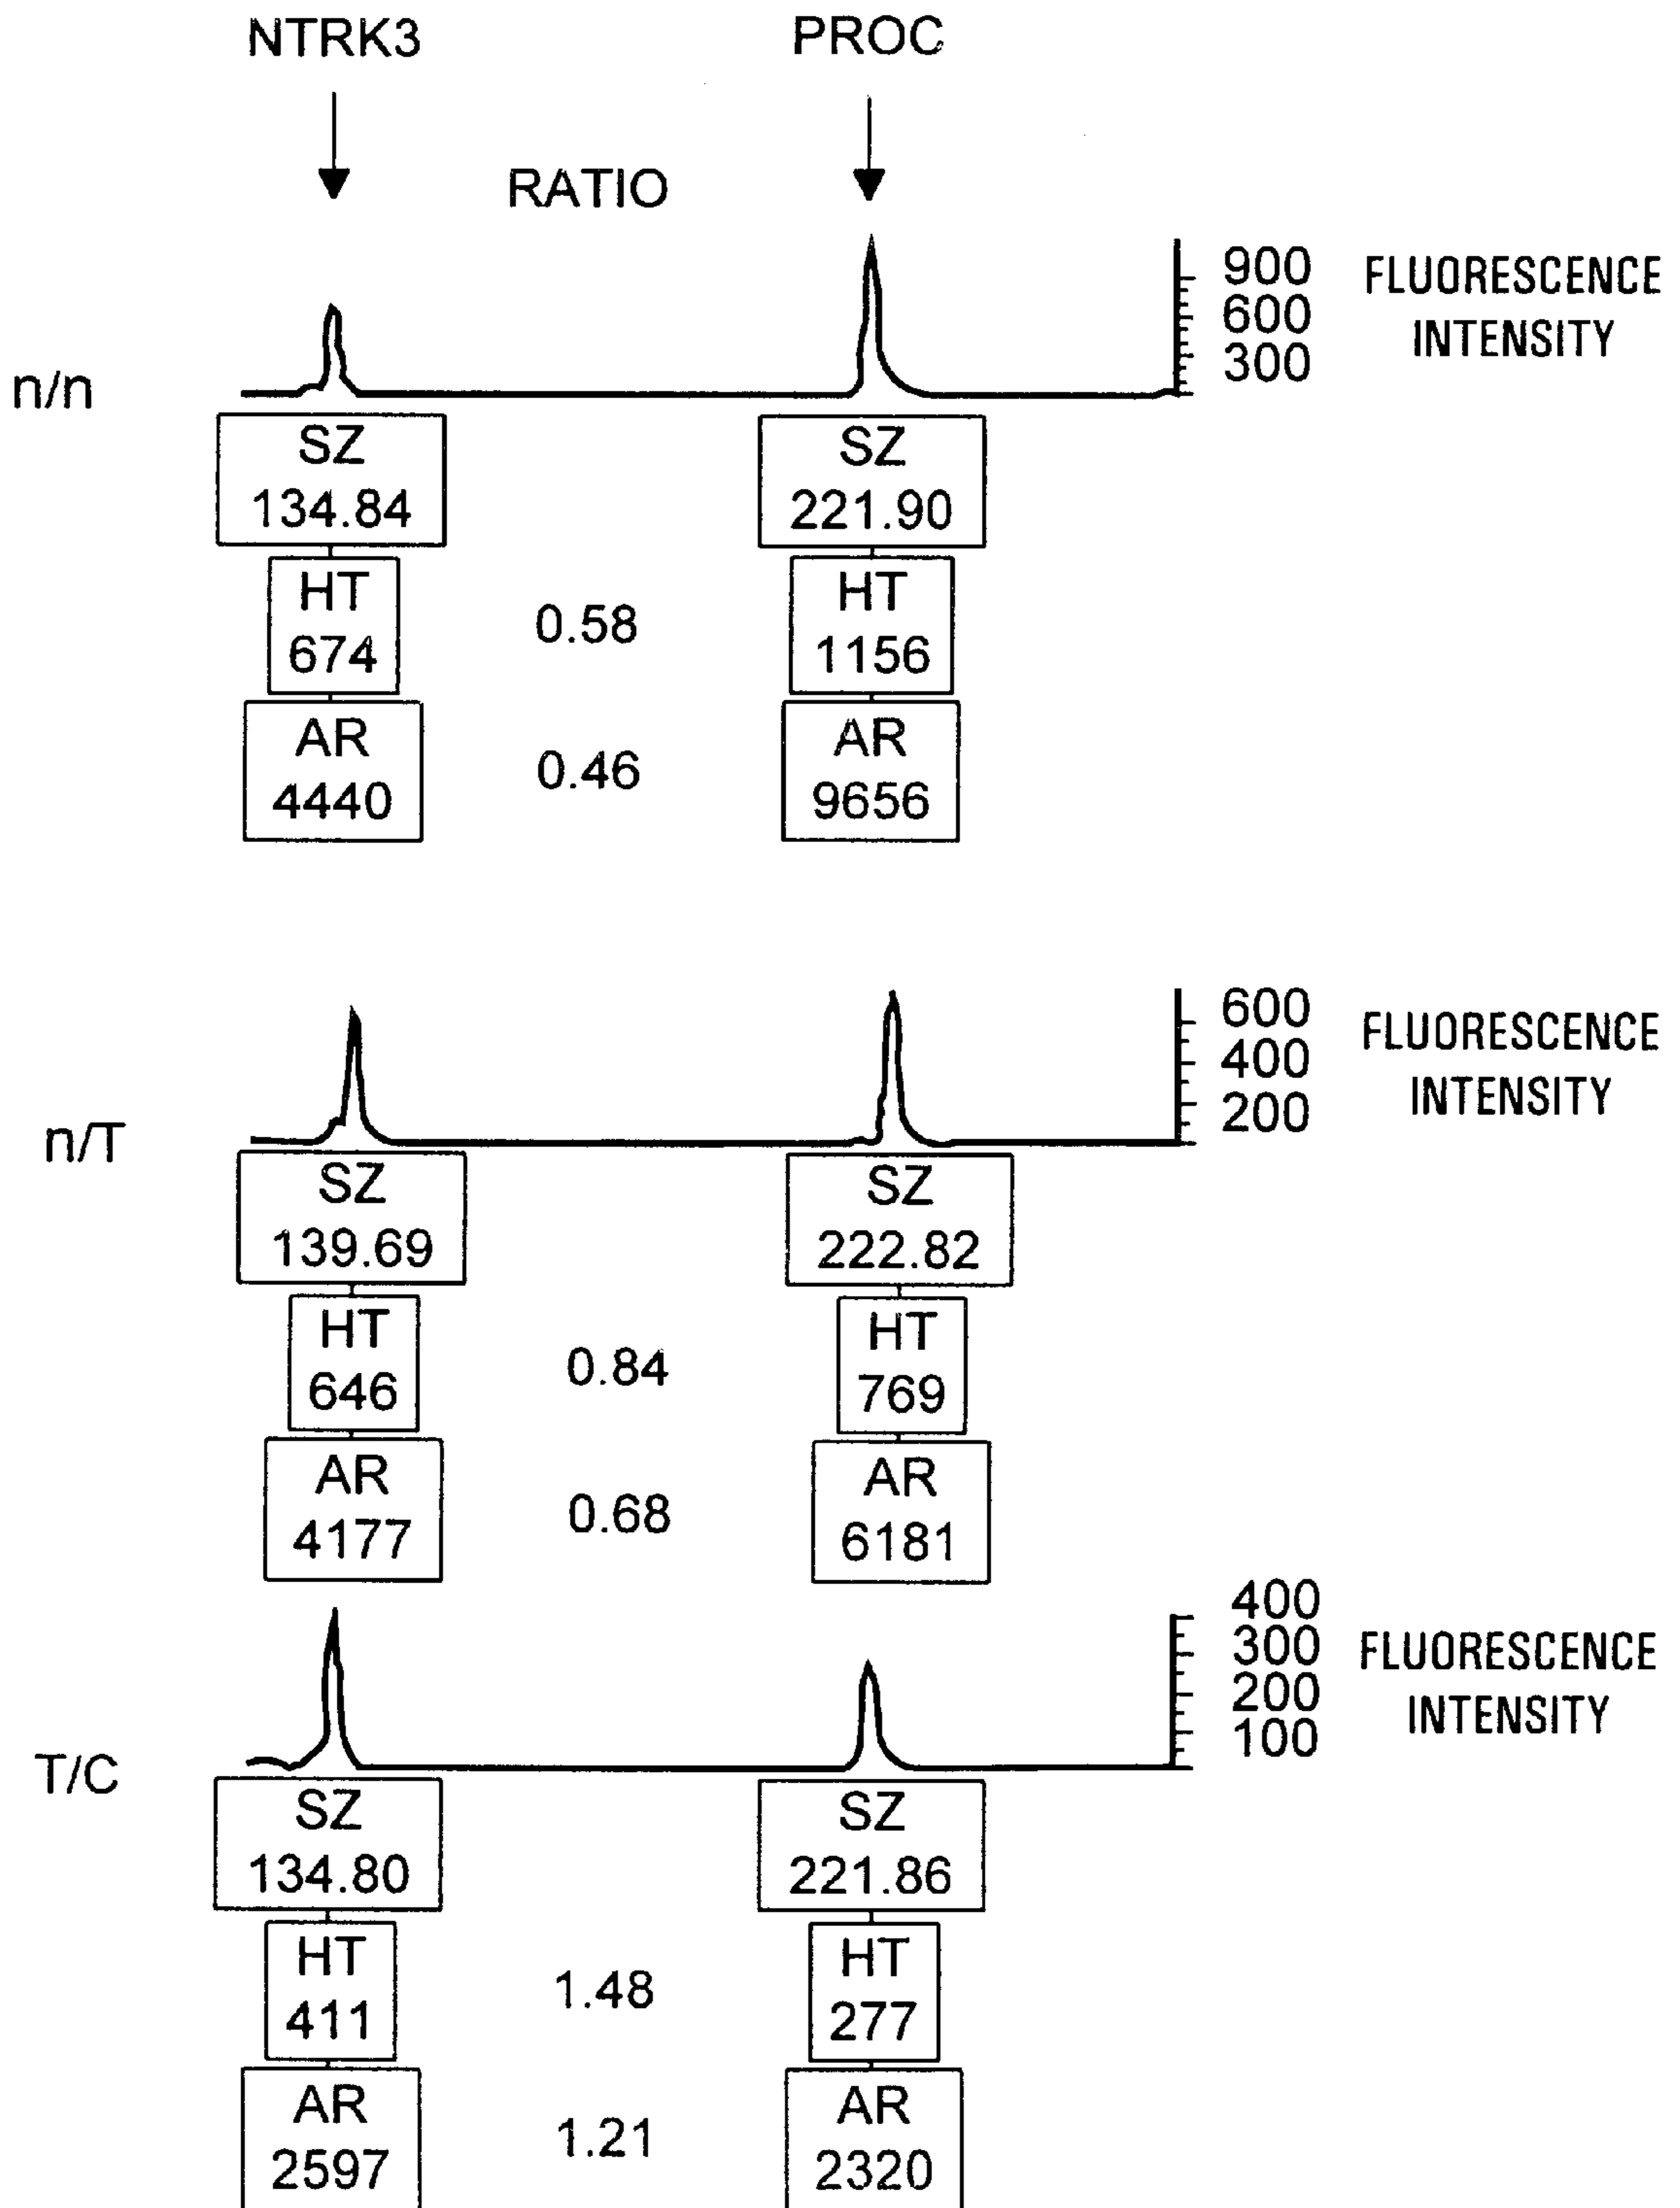 NTRK3 PROC
RATIO
900
600
300
FLUORESCENCE
INTENSITY
n/n
SZ
134.84
SZ
221.90
HT
674
0.58
HT
1156
AR
4440
0.46
AR
9656
600
400
200
FLUORESCENCE
INTENSITY
n/T
SZ
139.69
SZ
222.82
HT
646
0.84
HT
769
AR
4177
0.68
AR
6181
400
300
200
100
FLUORESCENCE
INTENSITY
T/C
SZ
134.80
SZ
221.86
HT
411
1.48
HT
277
AR
2597
1.21
AR
2320